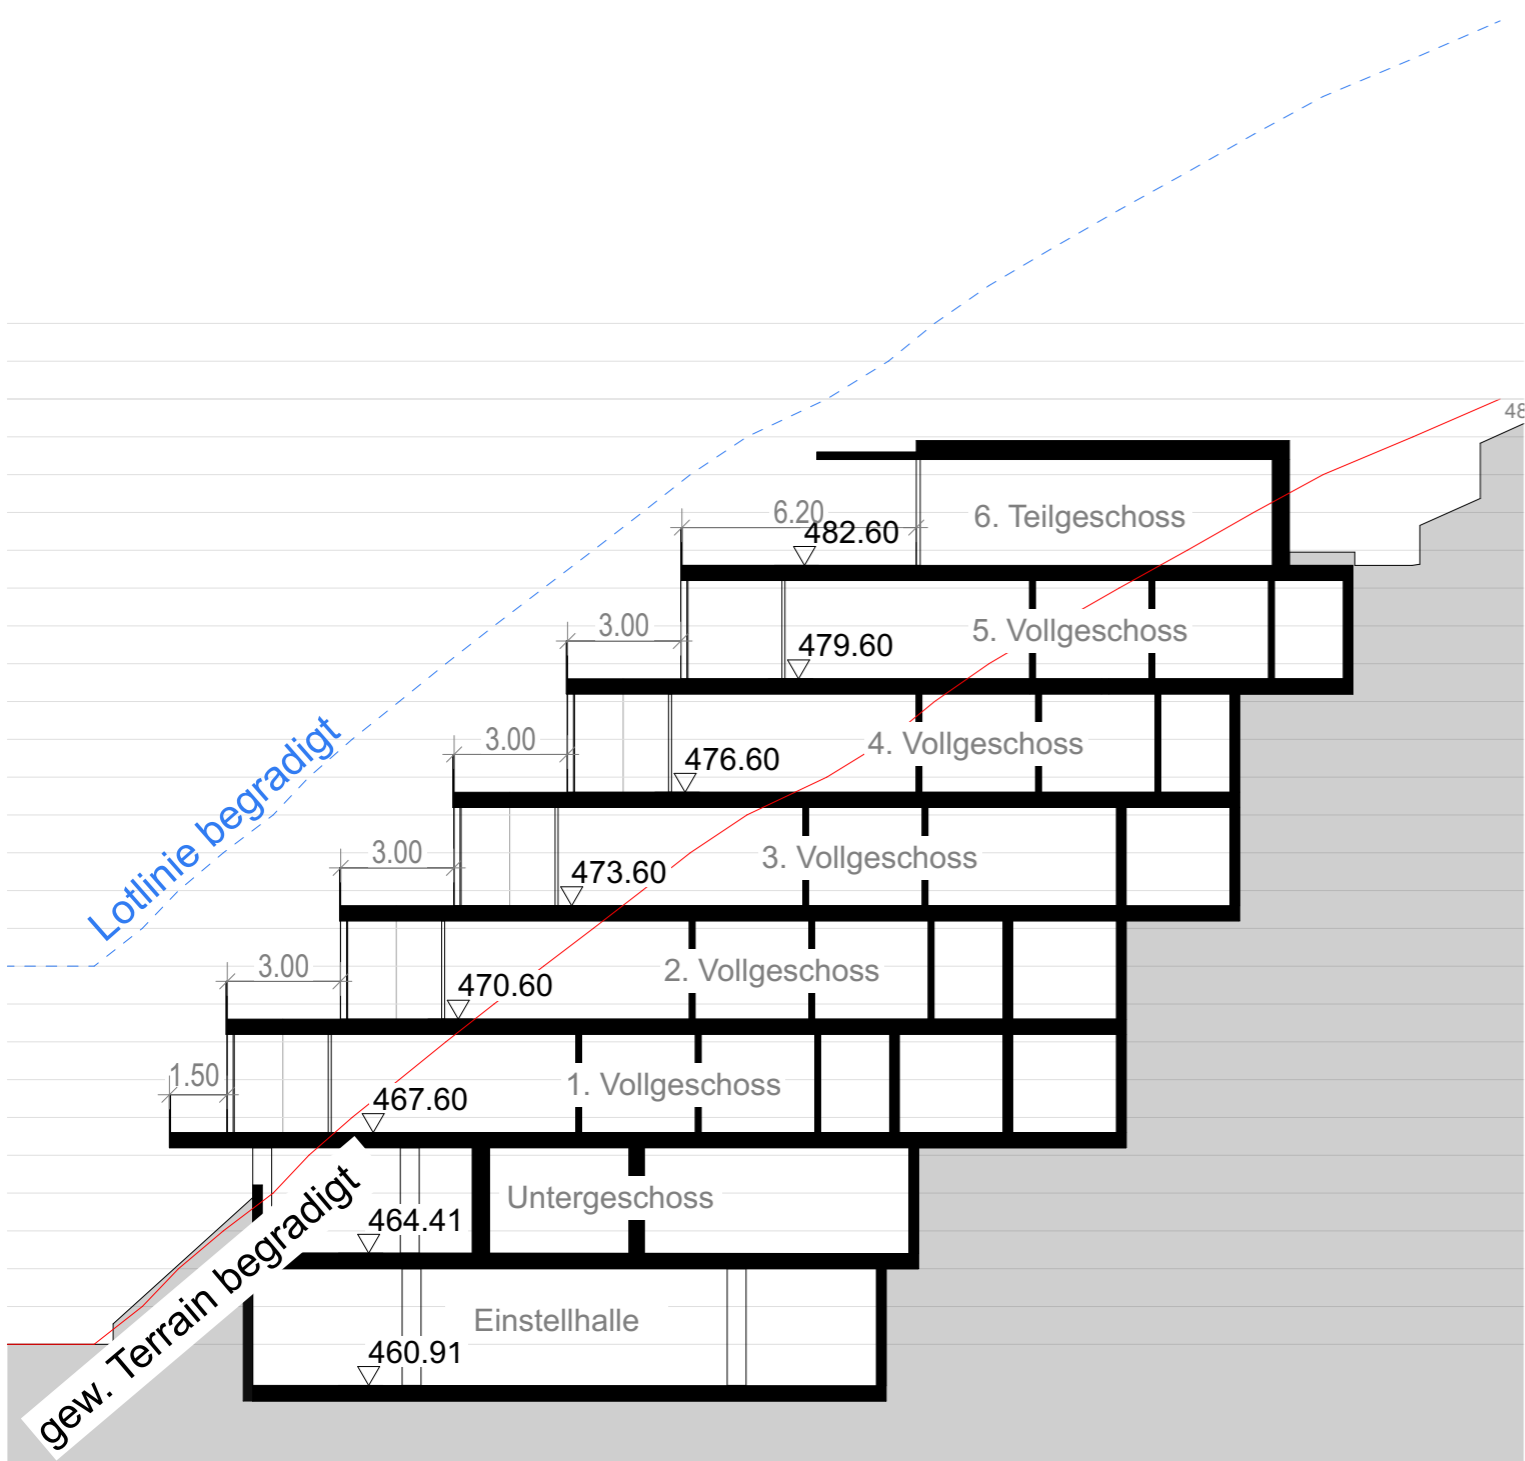 48
6.20
482.60
6. Teilgeschoss
3.00
479.60
5. Vollgeschoss
Lotlinie begradigt
3.00
476.60
4. Vollgeschoss
3.00
473.60
3. Vollgeschoss
3.00
470.60
2. Vollgeschoss
1.50
467.60
1. Vollgeschoss
gew. Terrain begradigt
464.41
Untergeschoss
Einstellhalle
460.91